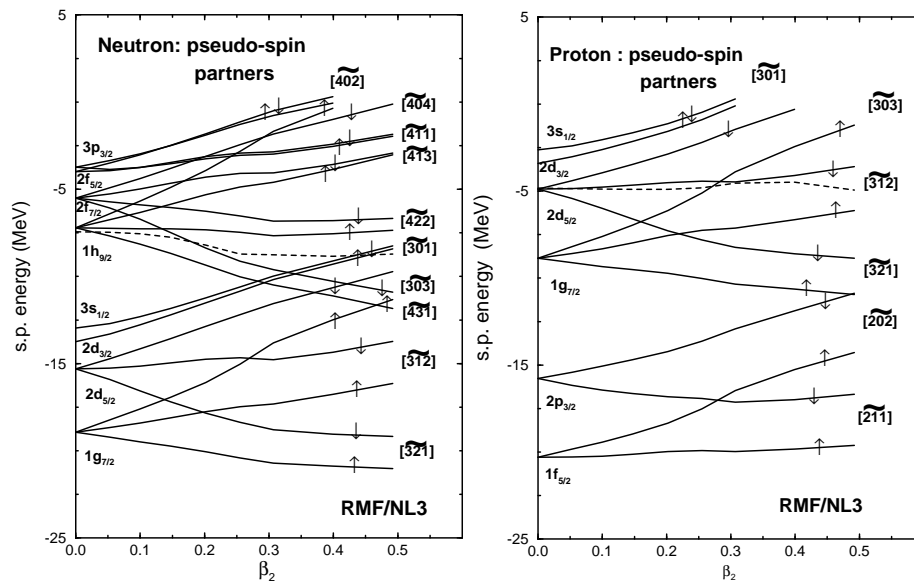 Neutron: pseudo-spin
partners
[402]
[404]
[411]
[413]
[422]
[301]
[303]
[431]
[312]
[321]
3p3/2
2f5/2
2f7/2
1h9/2
3s1/2
2d3/2
2d5/2
1g7/2
RMF/NL3
s.p. energy (MeV)
-5
-5
-15
-25
0.0 0.1 0.2 0.3 0.4 0.5
β2
Proton : pseudo-spin
partners
[301]
[303]
[312]
[321]
[202]
[211]
3s1/2
2d3/2
2d5/2
1g7/2
2p3/2
1f5/2
RMF/NL3
s.p. energy (MeV)
-5
-5
-15
-25
0.0 0.1 0.2 0.3 0.4 0.5
β2